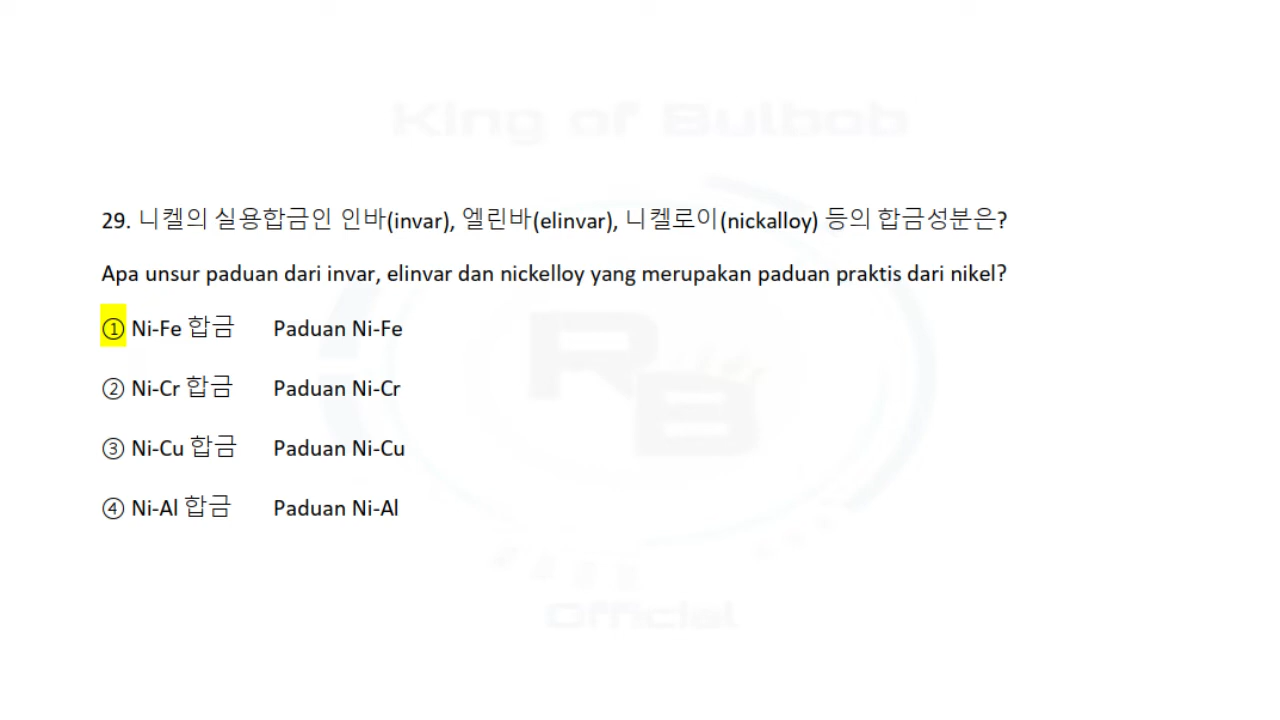 King of Bulbob
29. 니켈의 실용합금인 인바(invar), 엘린바(elinvar), 니켈로이(nickalloy) 등의 합금성분은?
Apa unsur paduan dari invar, elinvar dan nickelloy yang merupakan paduan praktis dari nikel?
① Ni-Fe 합금 Paduan Ni-Fe
② Ni-Cr 합금 Paduan Ni-Cr
③ Ni-Cu 합금 Paduan Ni-Cu
④ Ni-Al 합금 Paduan Ni-Al
RB
Official